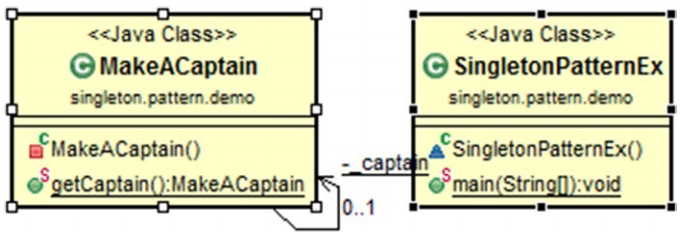 <<Java Class>>
C MakeACaptain
singleton.pattern.demo
C MakeACaptain()
S getCaptain():MakeACaptain
-_captain
0..1
<<Java Class>>
C SingletonPatternEx
singleton.pattern.demo
C SingletonPatternEx()
S main(String[]):void